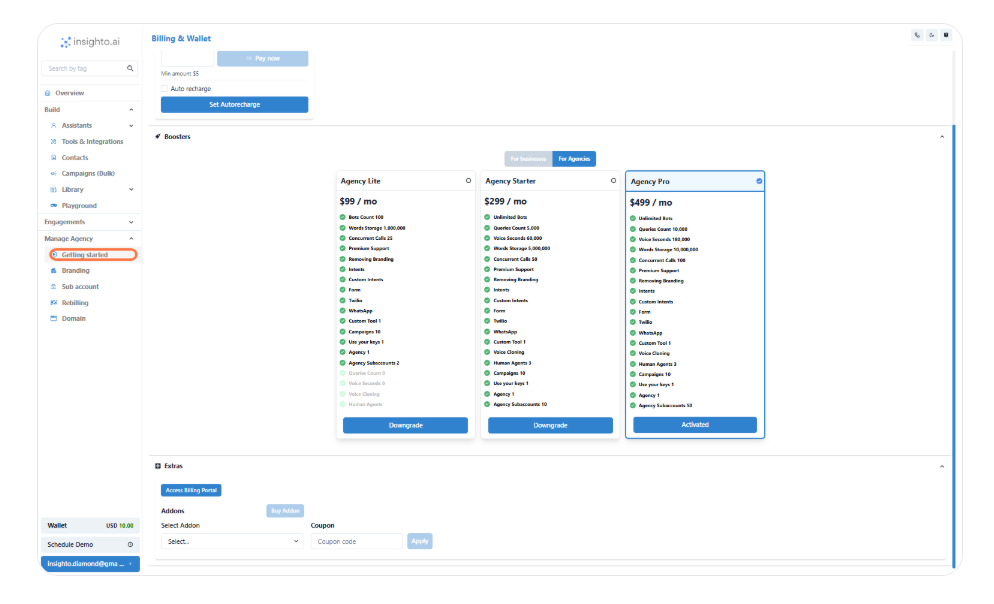 insighto.ai
Billing & Wallet
Search by tag
Overview
Build
Assistants
Tools & Integrations
Contacts
Campaigns (Bulk)
Library
Playground
Engagements
Manage Agency
Getting started
Branding
Sub account
Rebilling
Domain
Wallet USD 10.00
Schedule Demo
insighto.diamond@gma ...
Pay now
Min amount $5
Auto recharge
Set Autorecharge
Boosters
For businesses For Agencies
Agency Lite
$99 / mo
Bots Count 100
Words Storage 1,000,000
Concurrent Calls 25
Premium Support
Removing Branding
Intents
Custom Intents
Form
Twilio
WhatsApp
Custom Tool 1
Campaigns 10
Use your keys 1
Agency 1
Agency Subaccounts 2
Queries Count 0
Voice Seconds 0
Voice Cloning
Human Agents
Downgrade
Agency Starter
$299 / mo
Unlimited Bots
Queries Count 5,000
Voice Seconds 60,000
Words Storage 5,000,000
Concurrent Calls 50
Premium Support
Removing Branding
Intents
Custom Intents
Form
Twilio
WhatsApp
Custom Tool 1
Voice Cloning
Human Agents 3
Campaigns 10
Use your keys 1
Agency 1
Agency Subaccounts 10
Downgrade
Agency Pro
$499 / mo
Unlimited Bots
Queries Count 10,000
Voice Seconds 180,000
Words Storage 10,000,000
Concurrent Calls 100
Premium Support
Removing Branding
Intents
Custom Intents
Form
Twilio
WhatsApp
Custom Tool 1
Voice Cloning
Human Agents 3
Campaigns 10
Use your keys 1
Agency 1
Agency Subaccounts 50
Activated
Extras
Access Billing Portal
Addons Buy Addon
Select Addon Coupon
Select... Coupon code Apply